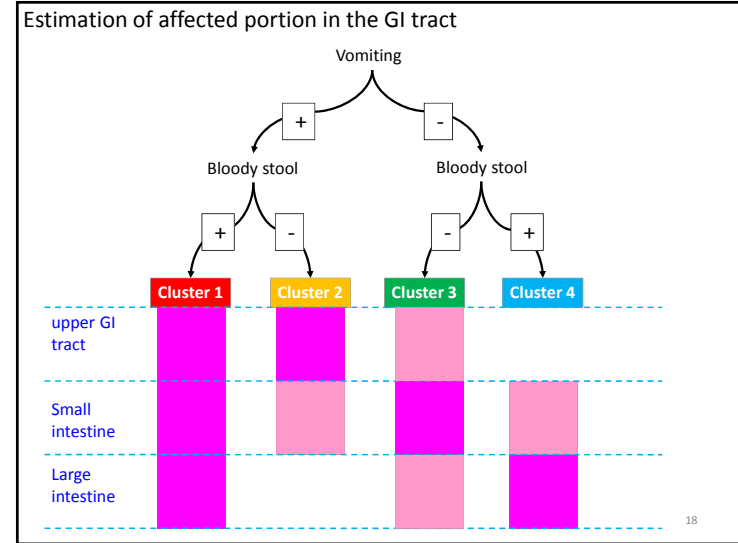 Estimation of affected portion in the GI tract
Vomiting
+
-
Bloody stool
Bloody stool
+
-
-
+
Cluster 1
Cluster 2
Cluster 3
Cluster 4
upper GI
tract
Small
intestine
Large
intestine
18